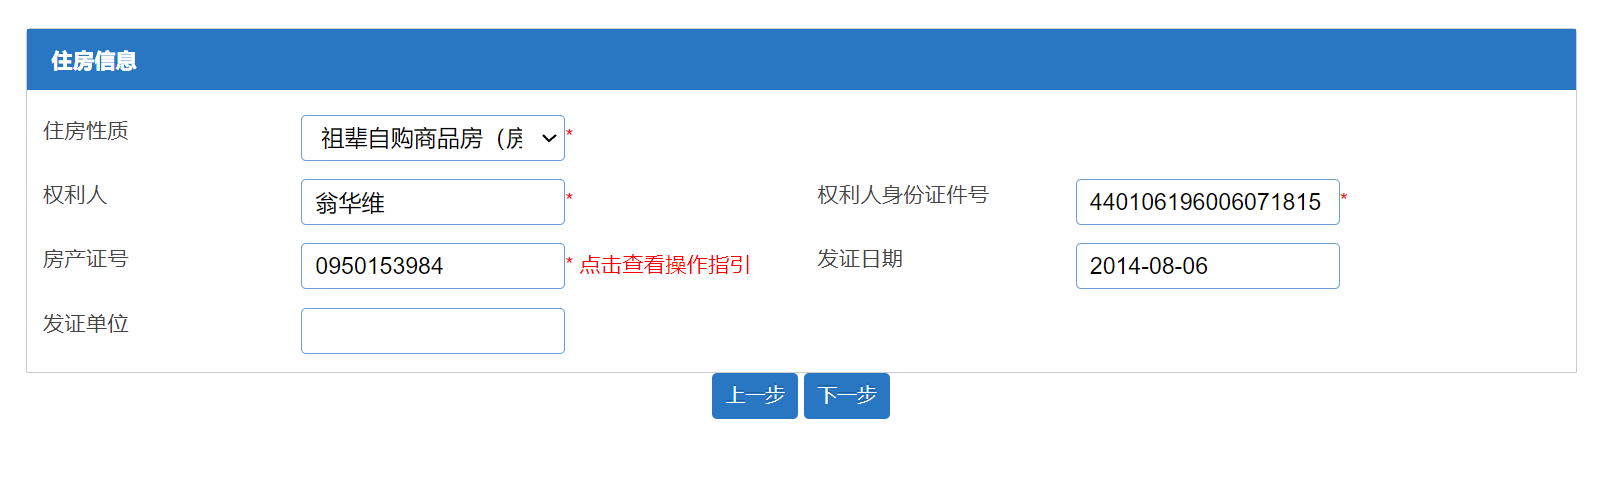 住房信息
住房性质 祖辈自购商品房（房 *
权利人 翁华维 * 权利人身份证件号 440106196006071815 *
房产证号 0950153984 * 点击查看操作指引 发证日期 2014-08-06
发证单位
上一步 下一步